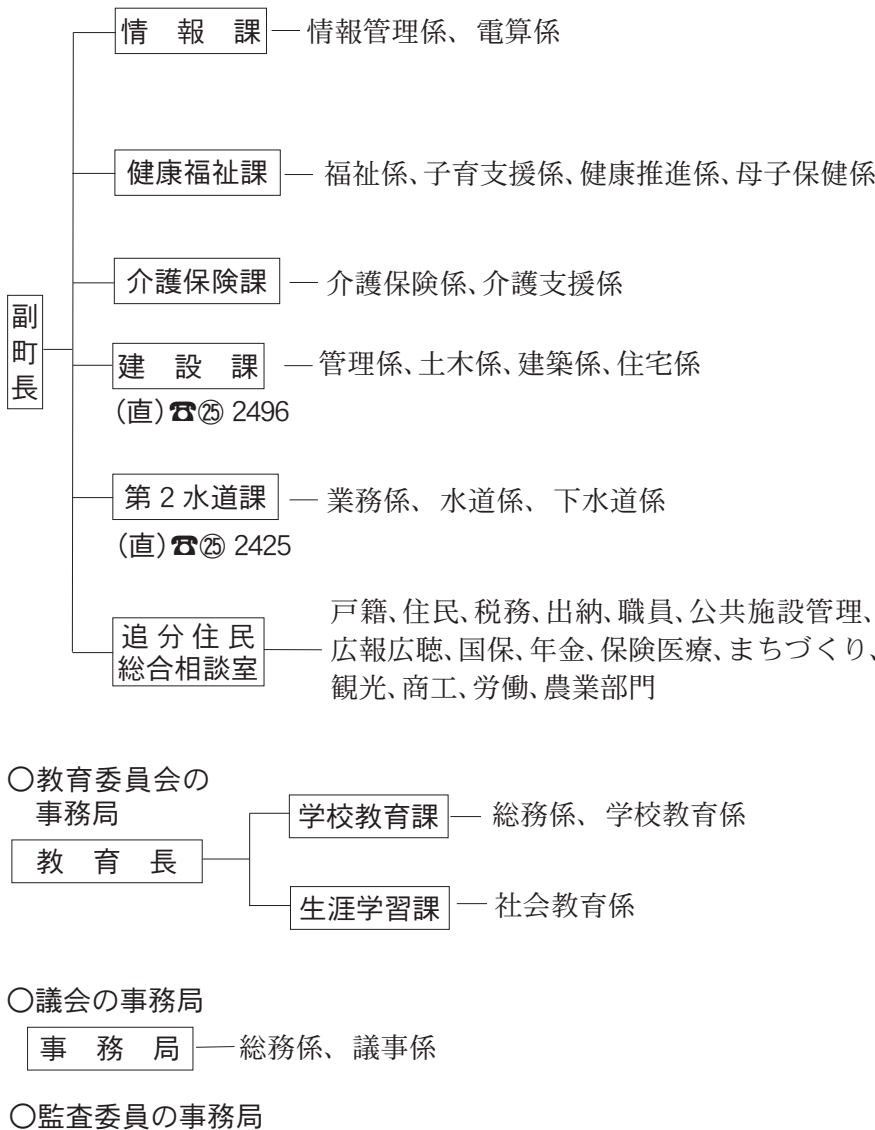 情報課 情報管理係、電算係
健康福祉課 福祉係、子育支援係、健康推進係、母子保健係
介護保険課 介護保険係、介護支援係
副町長
建設課 管理係、土木係、建築係、住宅係
(直)☎㉕ 2496
第2水道課 業務係、水道係、下水道係
(直)☎㉕ 2425
追分住民
総合相談室
戸籍、住民、税務、出納、職員、公共施設管理、
広報広聴、国保、年金、保険医療、まちづくり、
観光、商工、労働、農業部門
〇教育委員会の
事務局
教育長
学校教育課 総務係、学校教育係
生涯学習課 社会教育係
〇議会の事務局
事務局 総務係、議事係
〇監査委員の事務局